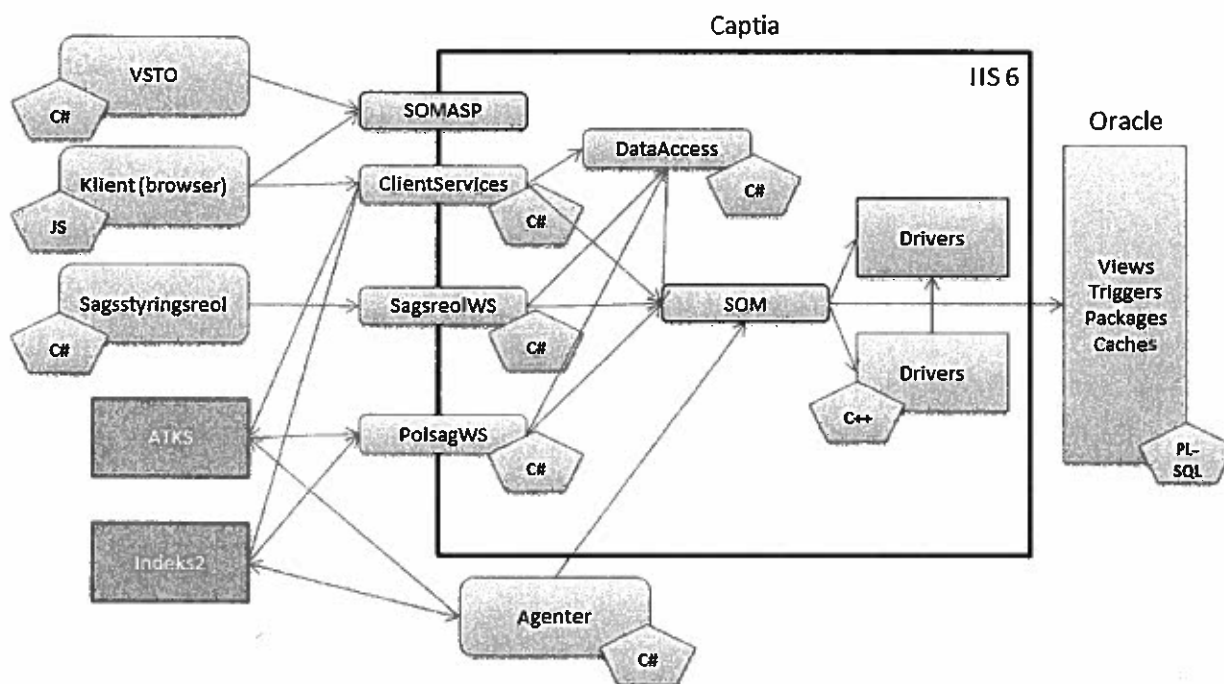 Captia
IIS 6
VSTO
C#
SOMASP
Oracle
DataAccess
C#
Klient (browser)
JS
ClientServices
C#
Drivers
Views
Triggers
Packages
Caches
Sagsstyringsreol
C#
SagsreolWS
C#
SOM
Drivers
C++
ATKS
PolsagWS
C#
PL-
SQL
Indeks2
Agenter
C#